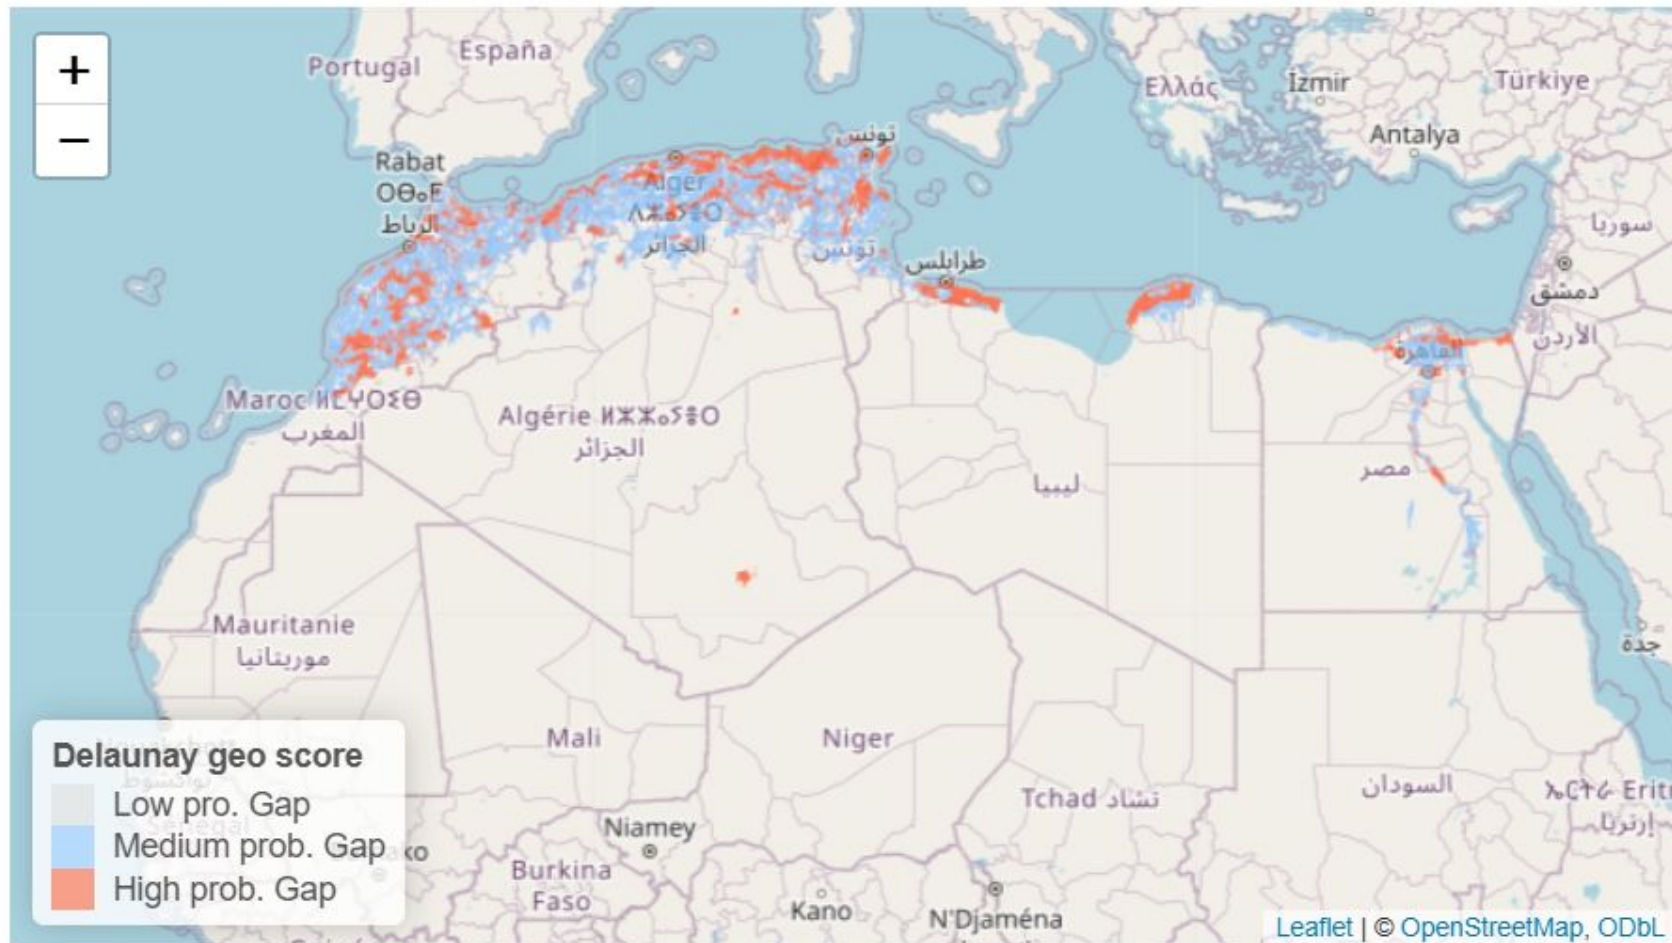 +
−
Portugal
España
Ελλάς
İzmir
Türkiye
Antalya
تونس
Rabat
ⵔⴱⴰⵟ
الرباط
Alger
الجزائر
تونس
طرابلس
سوريا
دمشق
الأردن
القاهرة
Maroc ⵍⵎⵖⵔⵉⴱ
المغرب
Algérie ⵍⵣⵣⴰⵢⴻⵔ
الجزائر
ليبيا
مصر
جدة
Mauritanie
موريتانيا
Mali
Niger
Tchad تشاد
السودان
Niamey
Burkina
Faso
Kano
N'Djaména
إرتريا
Delaunay geo score
Low pro. Gap
Medium prob. Gap
High prob. Gap
Leaflet | © OpenStreetMap, ODbL